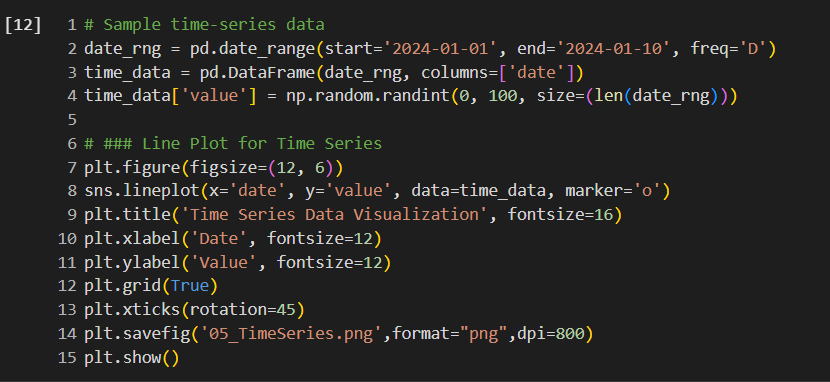 [12] 1 # Sample time-series data
2 date_rng = pd.date_range(start='2024-01-01', end='2024-01-10', freq='D')
3 time_data = pd.DataFrame(date_rng, columns=['date'])
4 time_data['value'] = np.random.randint(0, 100, size=(len(date_rng)))
5
6 # ### Line Plot for Time Series
7 plt.figure(figsize=(12, 6))
8 sns.lineplot(x='date', y='value', data=time_data, marker='o')
9 plt.title('Time Series Data Visualization', fontsize=16)
10 plt.xlabel('Date', fontsize=12)
11 plt.ylabel('Value', fontsize=12)
12 plt.grid(True)
13 plt.xticks(rotation=45)
14 plt.savefig('05_TimeSeries.png',format="png",dpi=800)
15 plt.show()